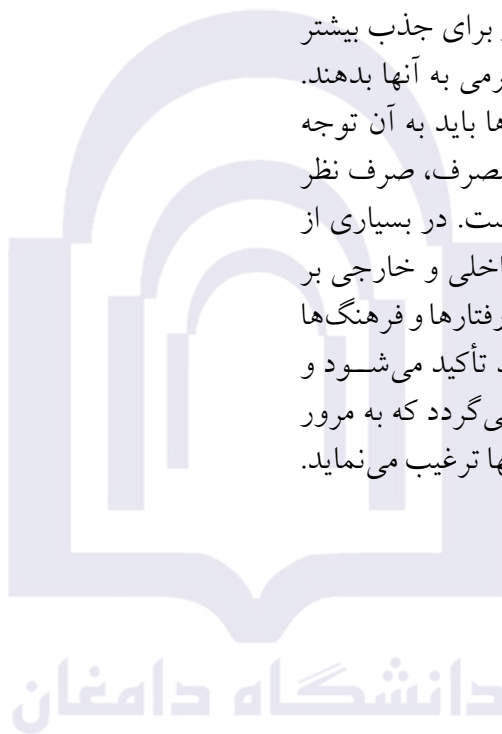 برای جذب بیشتر
رمی به آنها بدهند.
ها باید به آن توجه
مصرف، صرف نظر
ست. در بسیاری از
اخلی و خارجی بر
رفتارها و فرهنگ‌ها
د تأکید می‌شود و
ی‌گردد که به مرور
ها ترغیب می‌نماید.
دانشگاه دامغان